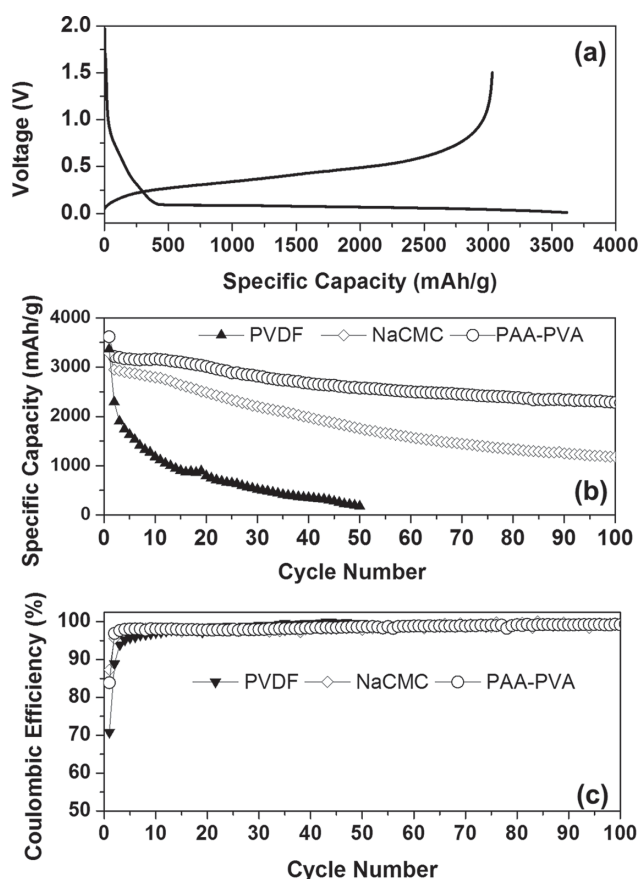 (a)
Voltage (V)
2.0
1.5
1.0
0.5
0.0
0 500 1000 1500 2000 2500 3000 3500 4000
Specific Capacity (mAh/g)
(b)
Specific Capacity (mAh/g)
4000
3000
2000
1000
0
PVDF NaCMC PAA-PVA
0 10 20 30 40 50 60 70 80 90 100
Cycle Number
(c)
Coulombic Efficiency (%)
100
95
90
80
70
60
50
PVDF NaCMC PAA-PVA
0 10 20 30 40 50 60 70 80 90 100
Cycle Number